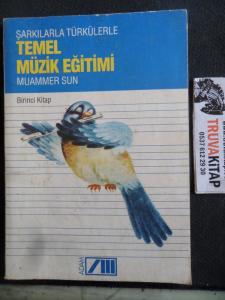 ŞARKILARLA TÜRKÜLERLE
TEMEL
MÜZİK EĞİTİMİ
MUAMMER SUN
Birinci Kitap
ADAM
TRUVAKİTAP
0537 612 29 30